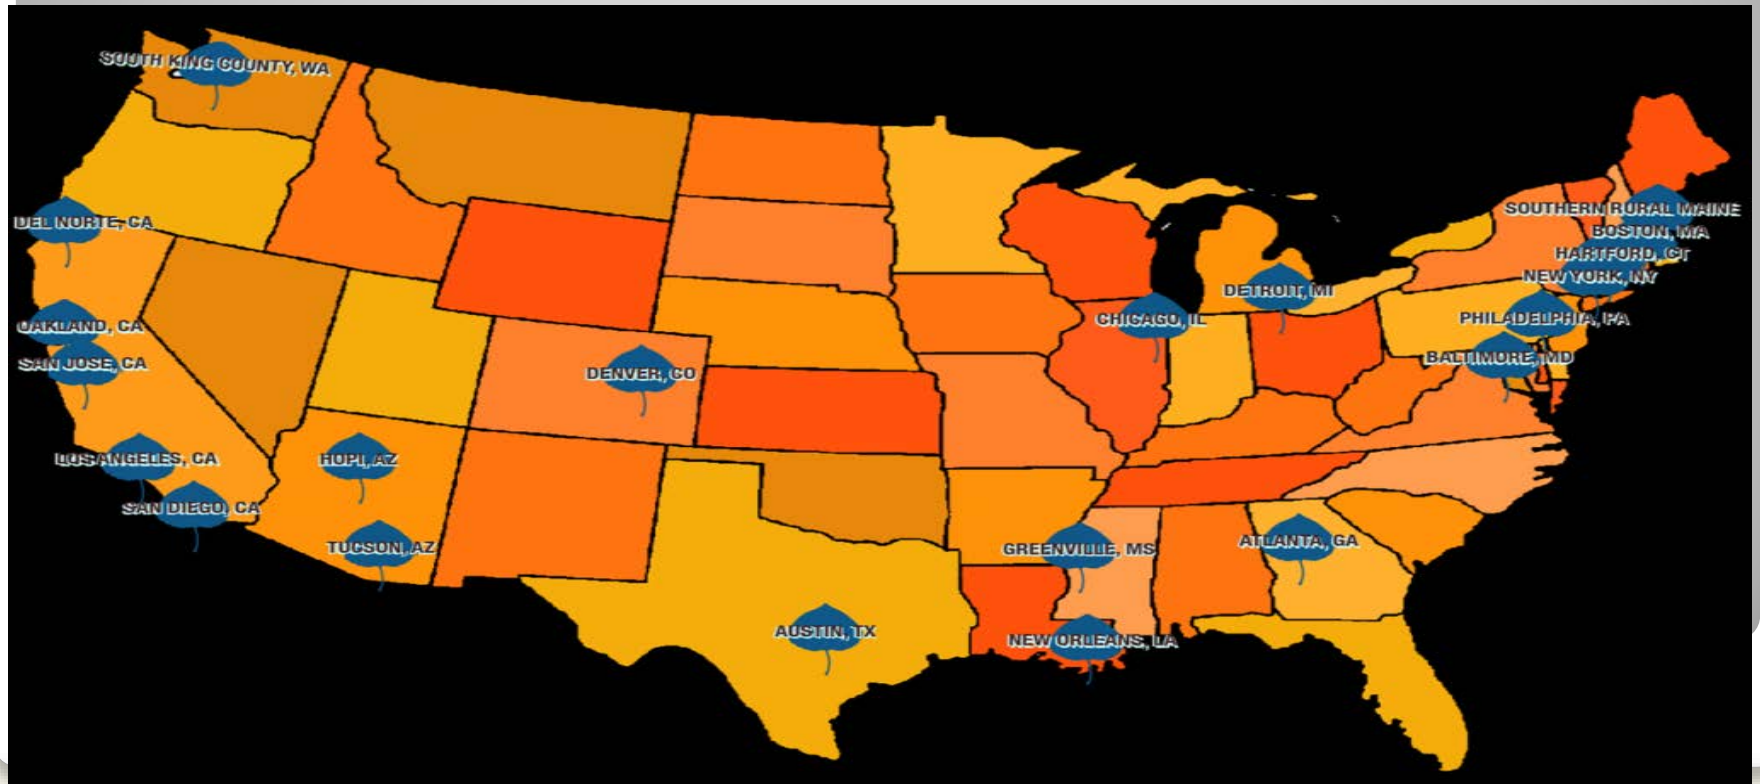 SOUTH KING COUNTY, WA
DEL NORTE, CA
SOUTHERN RURAL MAINE
BOSTON, MA
HARTFORD, CT
NEW YORK, NY
DETROIT, MI
CHICAGO, IL
PHILADELPHIA, PA
OAKLAND, CA
SAN JOSE, CA
BALTIMORE, MD
DENVER, CO
LOS ANGELES, CA
HOPI, AZ
SAN DIEGO, CA
TUCSON, AZ
GREENVILLE, MS
ATLANTA, GA
AUSTIN, TX
NEW ORLEANS, LA